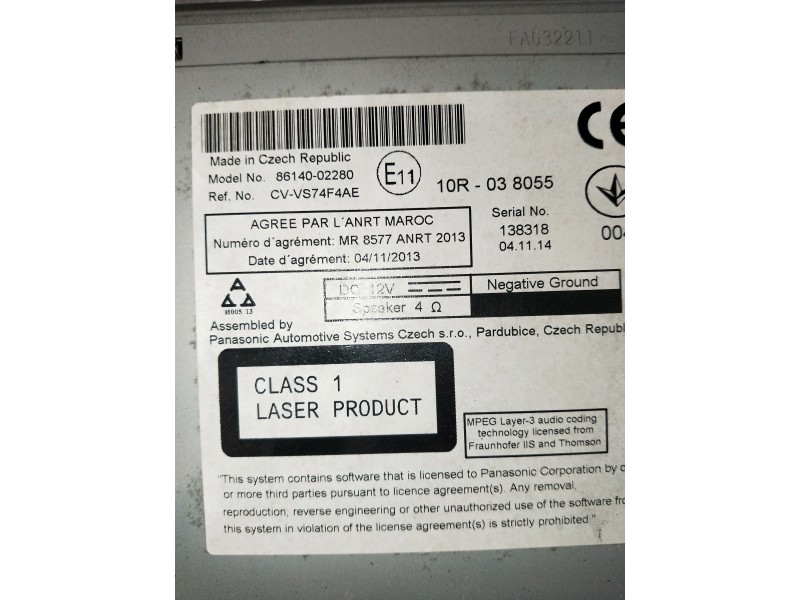 FA032211
Made in Czech Republic
Model No. 86140-02280
Ref. No. CV-VS74F4AE
E11
10R - 03 8055
CE
AGREE PAR L´ANRT MAROC
Numéro d´agrément: MR 8577 ANRT 2013
Date d´agrément: 04/11/2013
Serial No.
138318
04.11.14
004
DC 12V
Negative Ground
Speaker 4 Ω
Assembled by
Panasonic Automotive Systems Czech s.r.o., Pardubice, Czech Republ
CLASS 1
LASER PRODUCT
MPEG Layer-3 audio coding
technology licensed from
Fraunhofer IIS and Thomson
"This system contains software that is licensed to Panasonic Corporation by o
or more third parties pursuant to licence agreement(s). Any removal,
reproduction, reverse engineering or other unauthorized use of the software fro
this system in violation of the license agreement(s) is strictly prohibited."